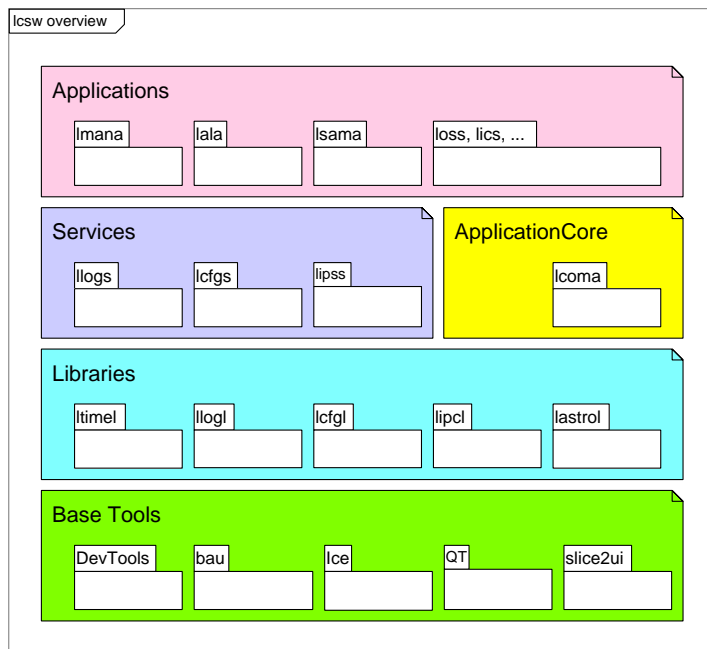 lcsw overview
Applications
lmana lala lsama loss, lics, ...
Services ApplicationCore
llogs lcfgs lipss lcoma
Libraries
ltimel llogl lcfgl lipcl lastrol
Base Tools
DevTools bau Ice QT slice2ui